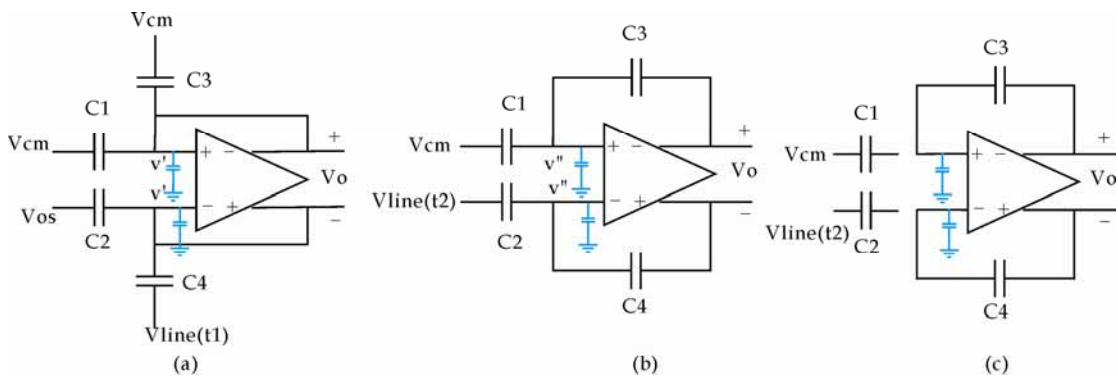 Vcm
C3
C1
Vcm
+
−
+
v'
v'
Vo
Vos
−
+
−
C2
C4
Vline(t1)
(a)
C3
C1
Vcm
+
−
+
v"
v"
Vo
Vline(t2)
−
+
−
C2
C4
(b)
C3
C1
Vcm
+
−
+
Vo
Vline(t2)
−
+
−
C2
C4
(c)